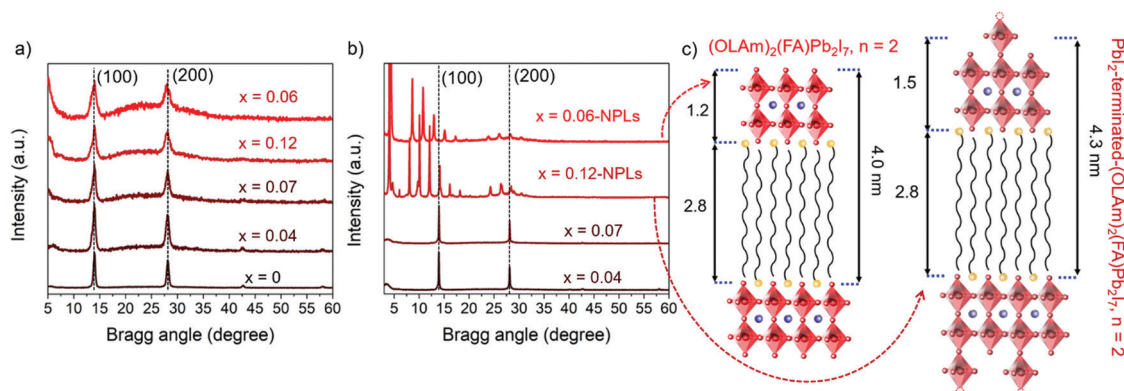 a)
Intensity (a.u.)
(100)
(200)
x = 0.06
x = 0.12
x = 0.07
x = 0.04
x = 0
5 10 15 20 25 30 35 40 45 50 55 60
Bragg angle (degree)
b)
Intensity (a.u.)
(100)
(200)
x = 0.06-NPLs
x = 0.12-NPLs
x = 0.07
x = 0.04
5 10 15 20 25 30 35 40 45 50 55 60
Bragg angle (degree)
c)
(OLAm)₂(FA)Pb₂I₇, n = 2
1.2
2.8
4.0 nm
1.5
2.8
4.3 nm
PbI₂-terminated-(OLAm)₂(FA)Pb₂I₇, n = 2